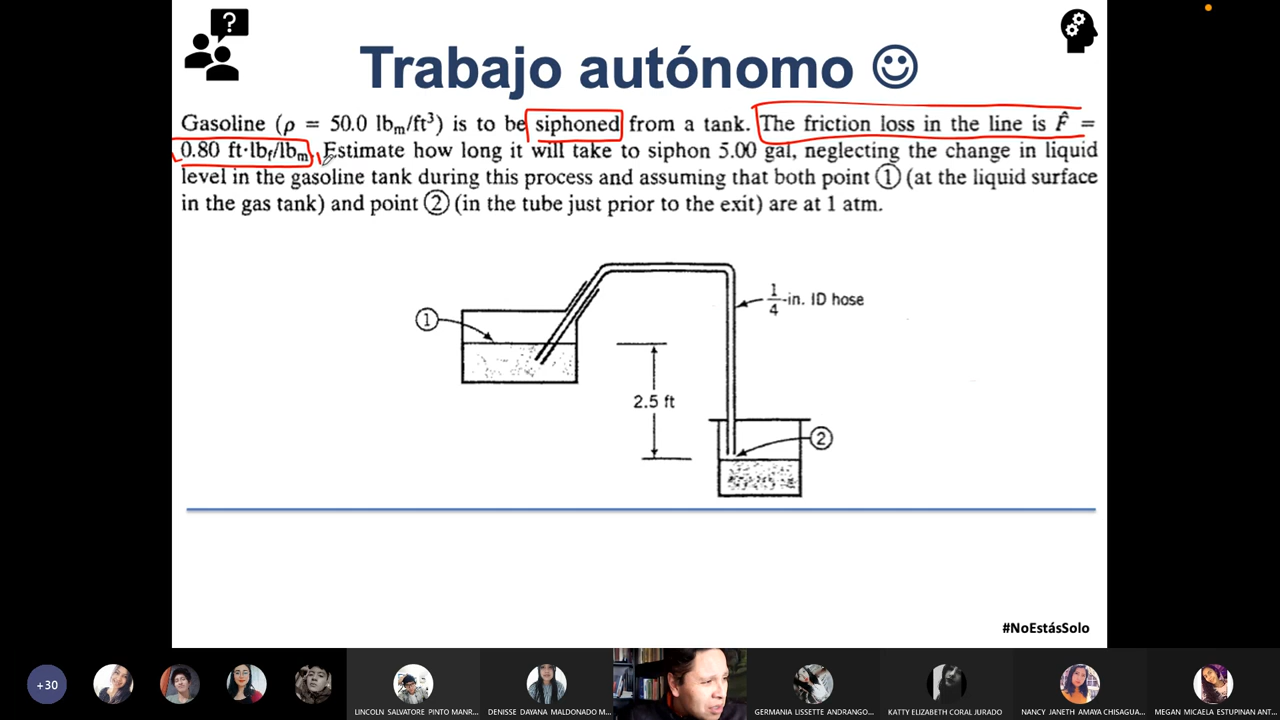 Trabajo autónomo
Gasoline (ρ = 50.0 lbm/ft³) is to be siphoned from a tank. The friction loss in the line is F̂ =
0.80 ft·lbf/lbm. Estimate how long it will take to siphon 5.00 gal, neglecting the change in liquid
level in the gasoline tank during this process and assuming that both point ① (at the liquid surface
in the gas tank) and point ② (in the tube just prior to the exit) are at 1 atm.
①
1/4-in. ID hose
2.5 ft
②
#NoEstásSolo
+30
LINCOLN SALVATORE PINTO MANR...
DENISSE DAYANA MALDONADO M...
GERMANIA LISSETTE ANDRANGO...
KATTY ELIZABETH CORAL JURADO
NANCY JANETH AMAYA CHISAGUA...
MEGAN MICAELA ESTUPINAN ANT...